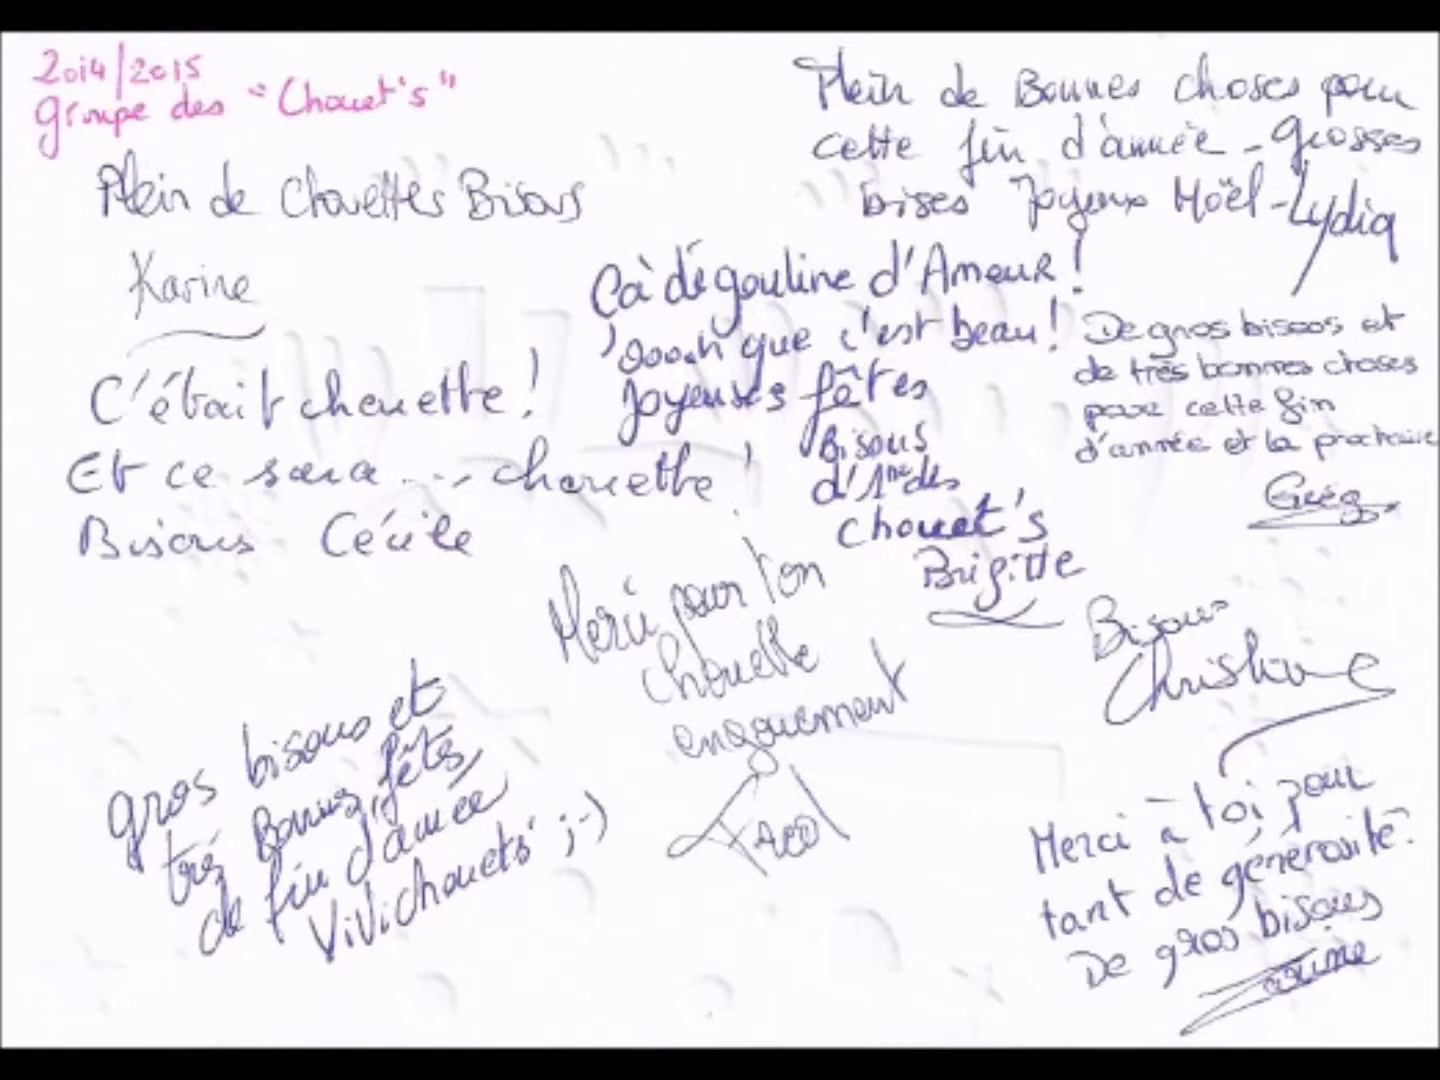 2014/2015
groupe des "Chouet's"
Plein de Chouettes Bisous
Karine
Plein de Bonnes choses pour
cette fin d'année - Grosses
bises Joyeux Noël - Lydia
Ça dégouline d'Amour !
'ooooh que c'est beau !
Joyeuses fêtes
Bisous
d'1ne des
Chouet's
Brigitte
De gros bisous et
de très bonnes choses
pour cette fin
d'année et la prochaine
Greg
C'était chouette !
Et ce sera .... chouette !
Bisous Cécile
Merci pour ton
chouette
engouement
Bisous
Christine
gros bisous et
très Bonnes fêtes
de fin d'année
Vivichouets' ;-)
Merci à toi pour
tant de générosité.
De gros bisous